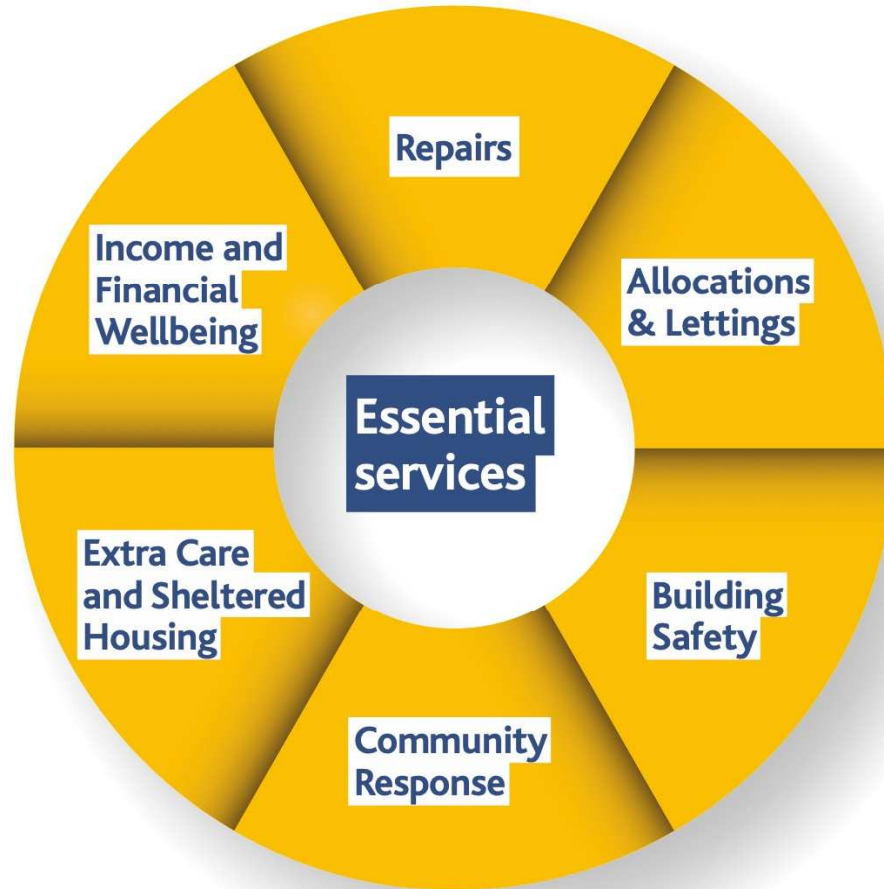 Repairs
Allocations
& Lettings
Building
Safety
Community
Response
Extra Care
and Sheltered
Housing
Income and
Financial
Wellbeing
Essential
services